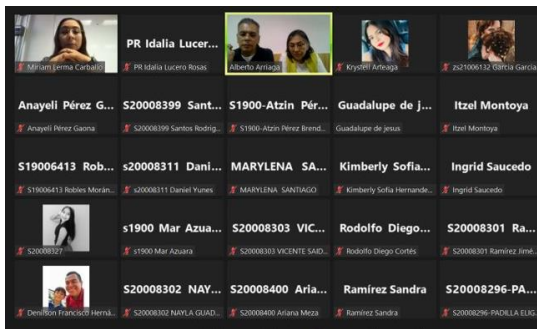 Miriam Lerma Carballo
PR Idalia Lucer...
PR Idalia Lucero Rosas
Alberto Arriaga
Krystell Arteaga
zs21006132 Garcia Garcia
Anayeli Pérez G...
Anayeli Pérez Gaona
S20008399 Sant...
S20008399 Santos Rodrig...
S1900-Atzin Pér...
S1900-Atzin Pérez Brend...
Guadalupe de j...
Guadalupe de jesus
Itzel Montoya
Itzel Montoya
S19006413 Rob...
S19006413 Robles Morán...
s20008311 Dani...
s20008311 Daniel Yunes
MARYLENA SA...
MARYLENA SANTIAGO
Kimberly Sofia...
Kimberly Sofia Hernande...
Ingrid Saucedo
Ingrid Saucedo
S20008327
s1900 Mar Azua...
s1900 Mar Azuara
S20008303 VIC...
S20008303 VICENTE SAID...
Rodolfo Diego...
Rodolfo Diego Cortés
S20008301 Ra...
S20008301 Ramírez Jimé...
Denilson Francisco Herná...
S20008302 NAY...
S20008302 NAYLA GUAD...
S20008400 Aria...
S20008400 Ariana Meza
Ramírez Sandra
Ramírez Sandra
S20008296-PA...
S20008296-PADILLA ELIG...